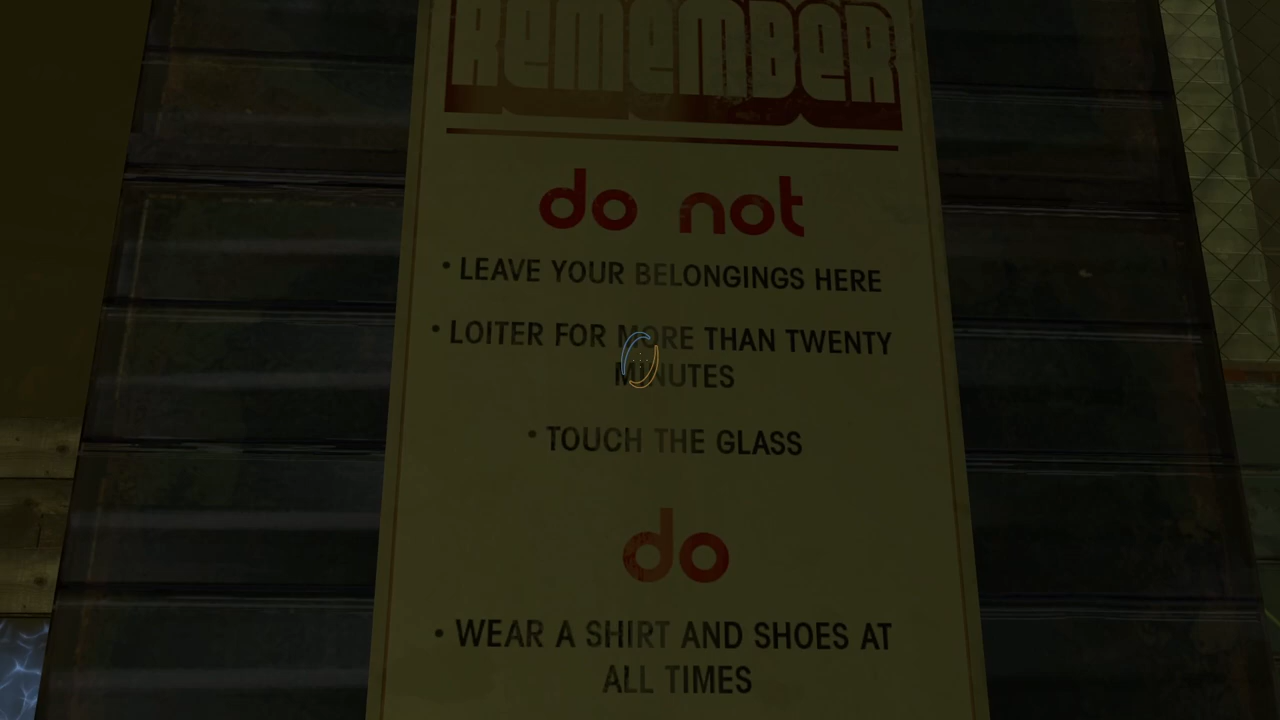 REMEMBER
do not
• LEAVE YOUR BELONGINGS HERE
• LOITER FOR MORE THAN TWENTY
MINUTES
• TOUCH THE GLASS
do
• WEAR A SHIRT AND SHOES AT
ALL TIMES